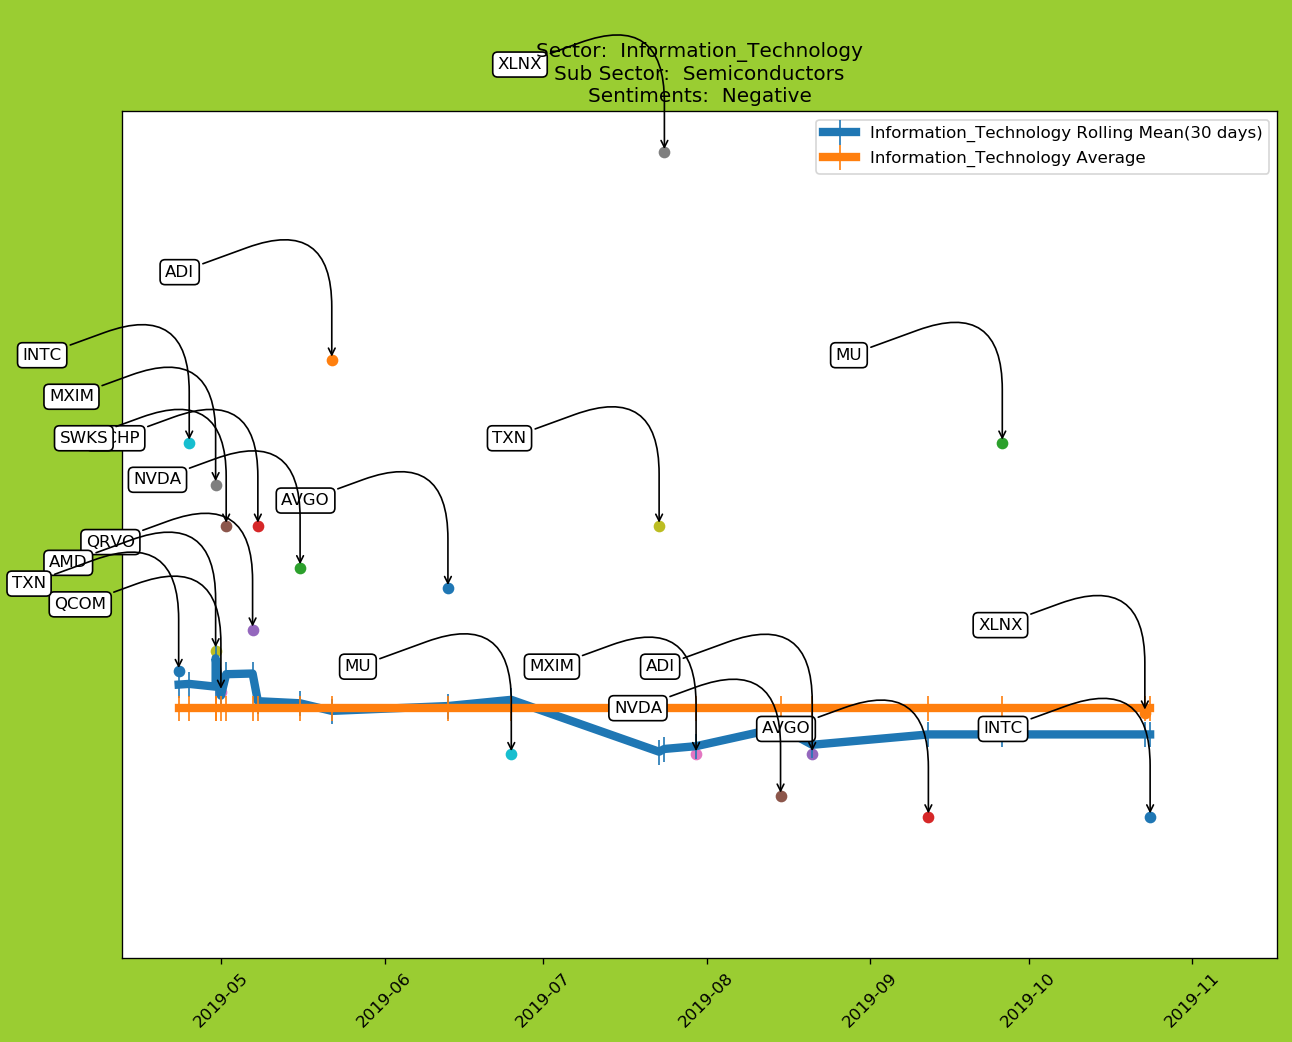 Sector:  Information_Technology
Sub Sector:  Semiconductors
Sentiments:  Negative
XLNX
Information_Technology Rolling Mean(30 days)
Information_Technology Average
ADI
INTC
MU
MXIM
SWKS
CHP
TXN
NVDA
AVGO
QRVO
AMD
TXN
QCOM
XLNX
MU
MXIM
ADI
NVDA
AVGO
INTC
2019-05
2019-06
2019-07
2019-08
2019-09
2019-10
2019-11